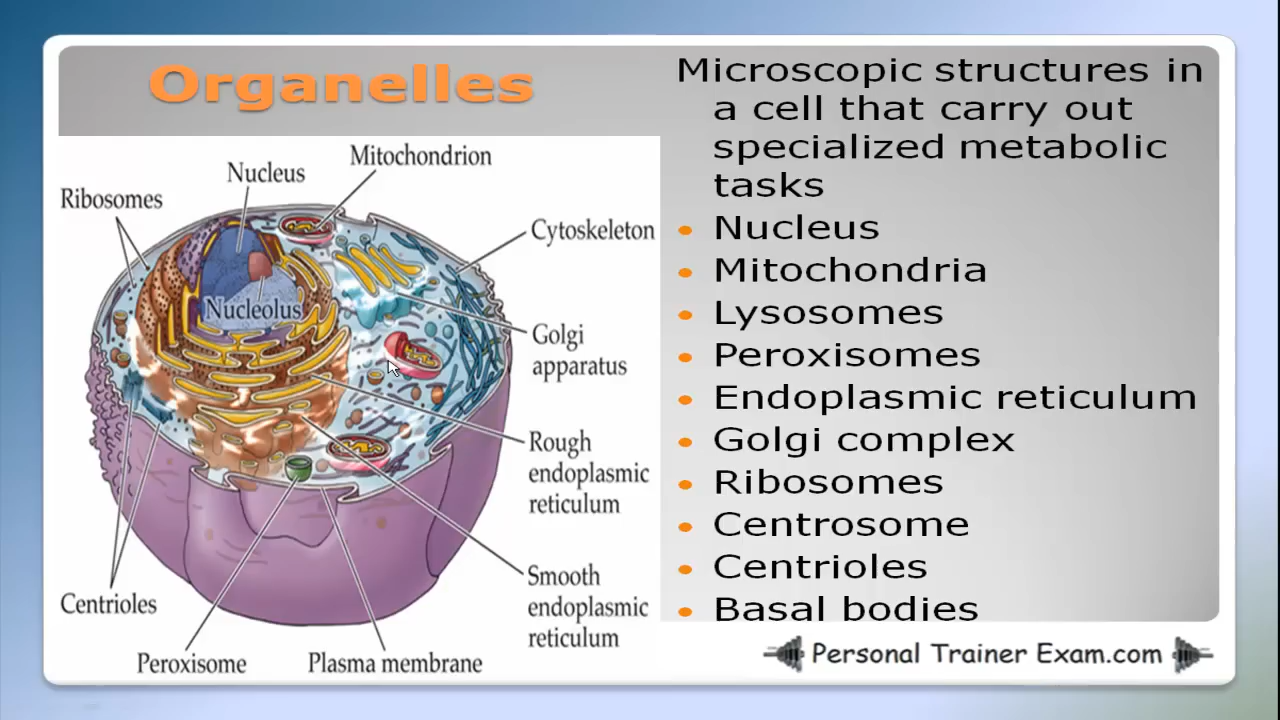 Organelles
Microscopic structures in
a cell that carry out
specialized metabolic
tasks
• Nucleus
• Mitochondria
• Lysosomes
• Peroxisomes
• Endoplasmic reticulum
• Golgi complex
• Ribosomes
• Centrosome
• Centrioles
• Basal bodies
Mitochondrion
Nucleus
Ribosomes
Cytoskeleton
Nucleolus
Golgi
apparatus
Rough
endoplasmic
reticulum
Smooth
endoplasmic
reticulum
Centrioles
Peroxisome
Plasma membrane
Personal Trainer Exam.com